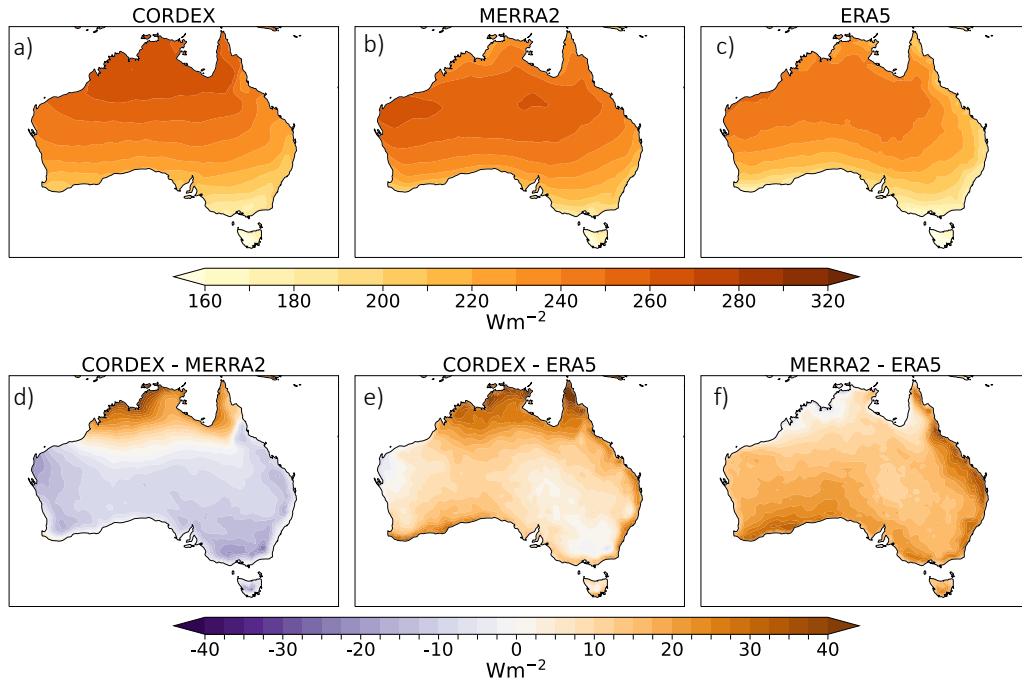 CORDEX MERRA2 ERA5
a) b) c)
160 180 200 220 240 260 280 320
Wm⁻²
CORDEX - MERRA2 CORDEX - ERA5 MERRA2 - ERA5
d) e) f)
-40 -30 -20 -10 0 10 20 30 40
Wm⁻²